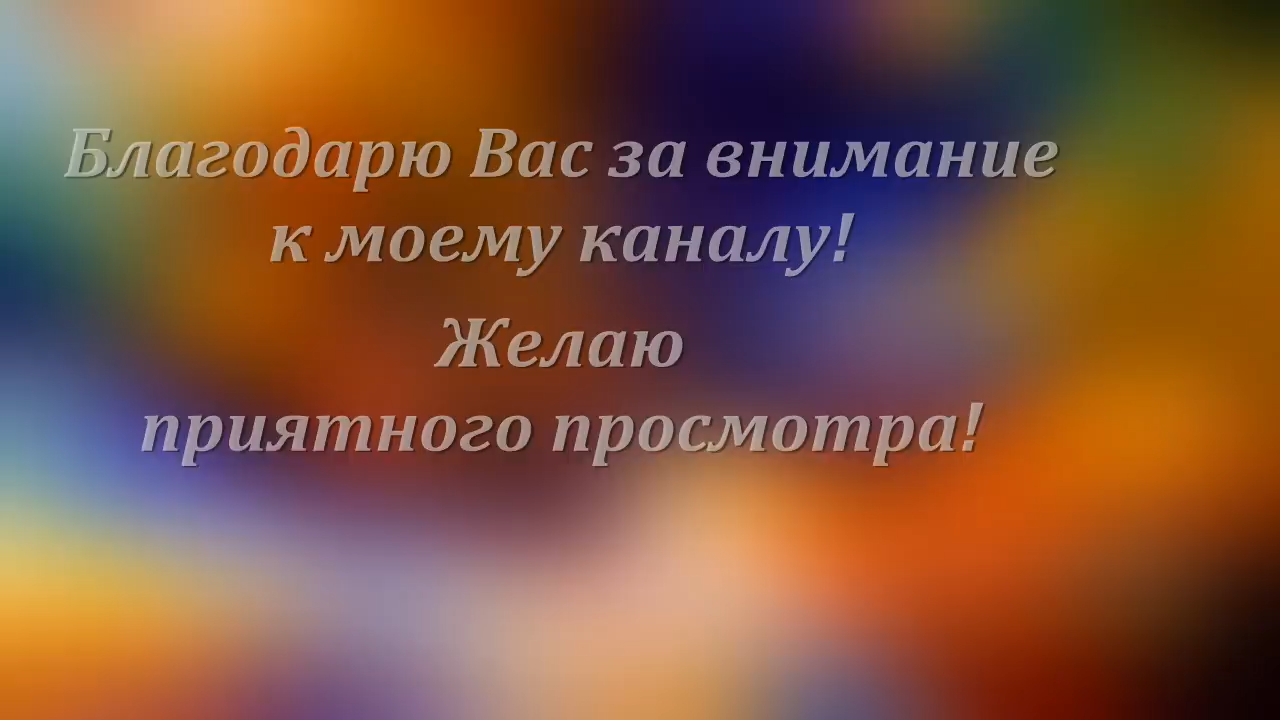 Благодарю Вас за внимание
к моему каналу!
Желаю
приятного просмотра!